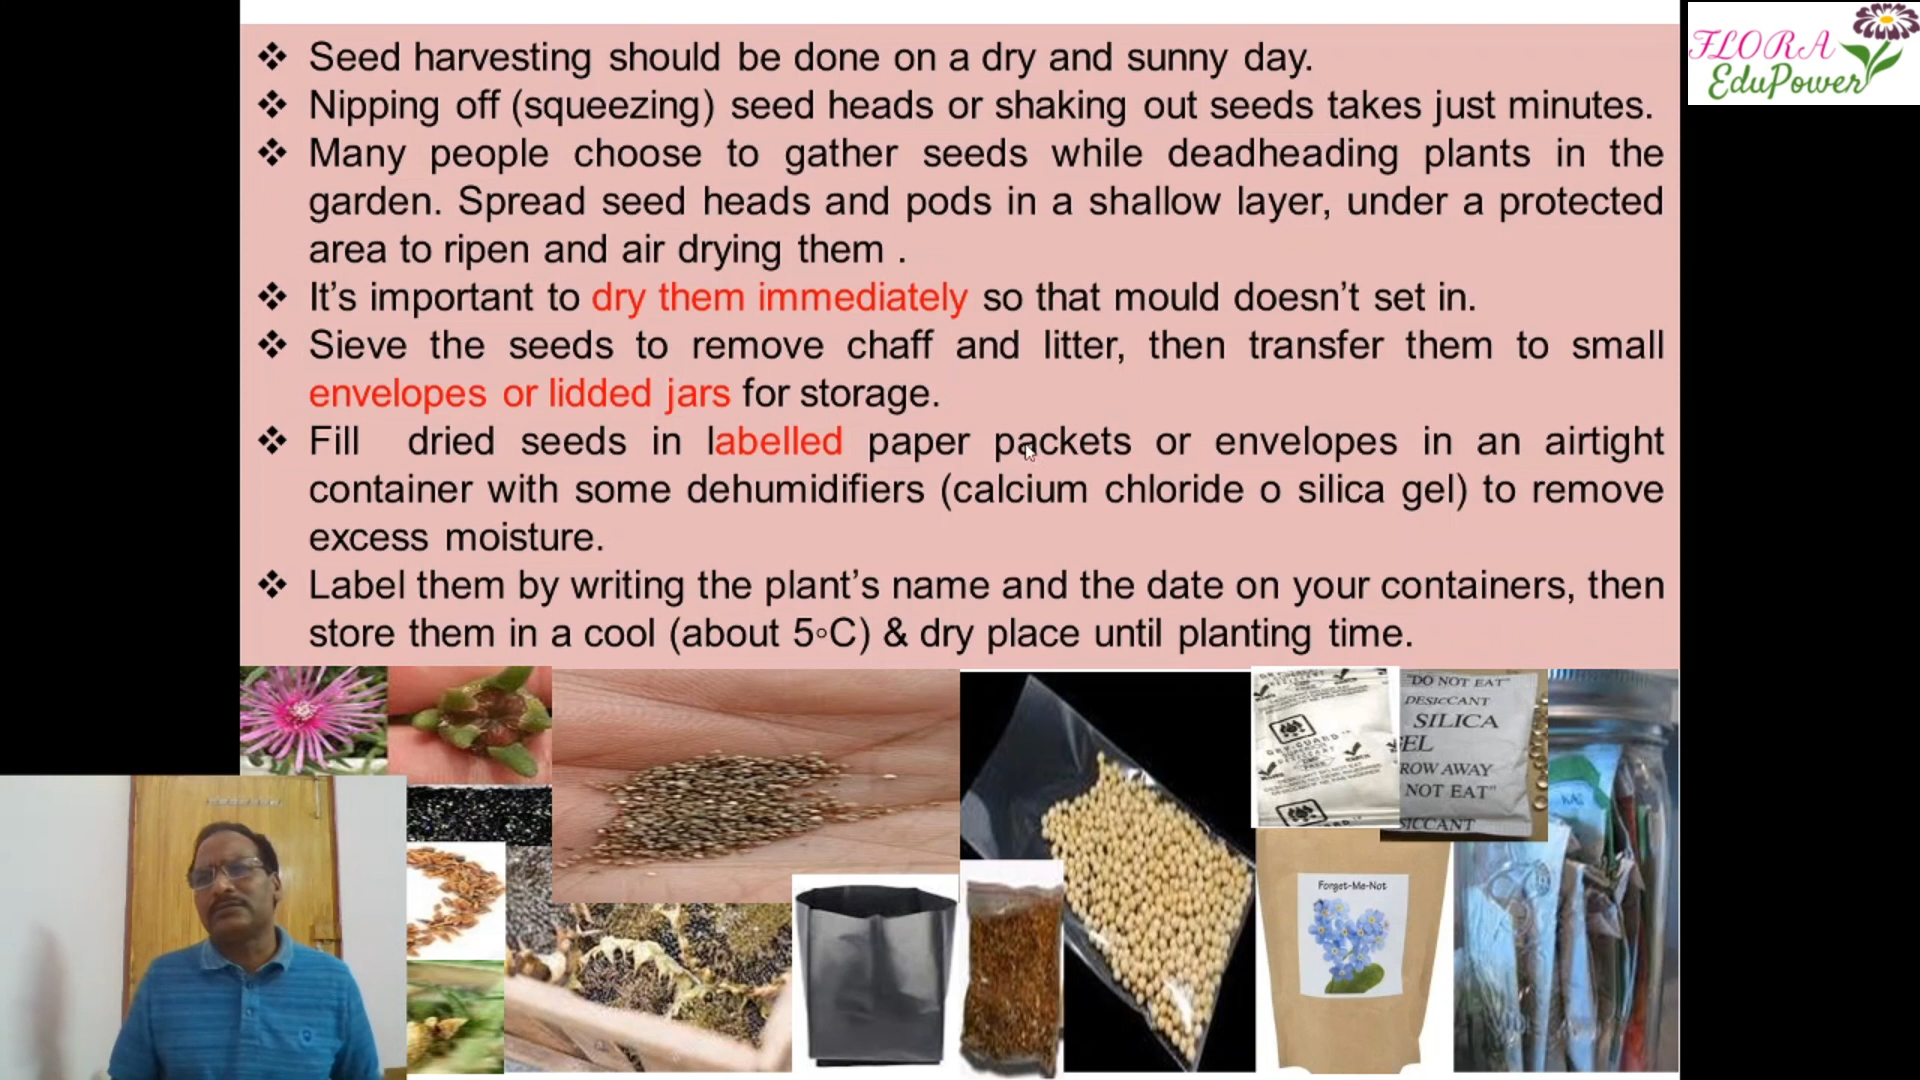 FLORA
EduPower
❖ Seed harvesting should be done on a dry and sunny day.
❖ Nipping off (squeezing) seed heads or shaking out seeds takes just minutes.
❖ Many people choose to gather seeds while deadheading plants in the
garden. Spread seed heads and pods in a shallow layer, under a protected
area to ripen and air drying them .
❖ It’s important to dry them immediately so that mould doesn’t set in.
❖ Sieve the seeds to remove chaff and litter, then transfer them to small
envelopes or lidded jars for storage.
❖ Fill dried seeds in labelled paper packets or envelopes in an airtight
container with some dehumidifiers (calcium chloride o silica gel) to remove
excess moisture.
❖ Label them by writing the plant’s name and the date on your containers, then
store them in a cool (about 5◦C) & dry place until planting time.
"DO NOT EAT"
DESICCANT
SILICA
EL
ROW AWAY
NOT EAT"
SICCANT
DRY-GUARD
Forget-Me-Not